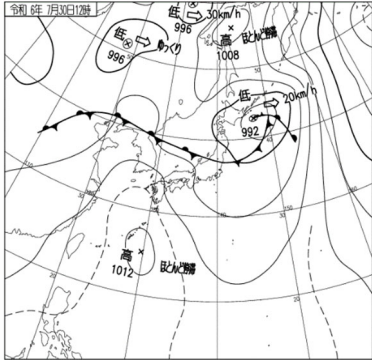 令和 6年 7月30日12時
低
996
30km/h
高
ほとんど停滞
1008
低
996
ゆっくり
低
20km/h
992
高
1012
ほとんど停滞